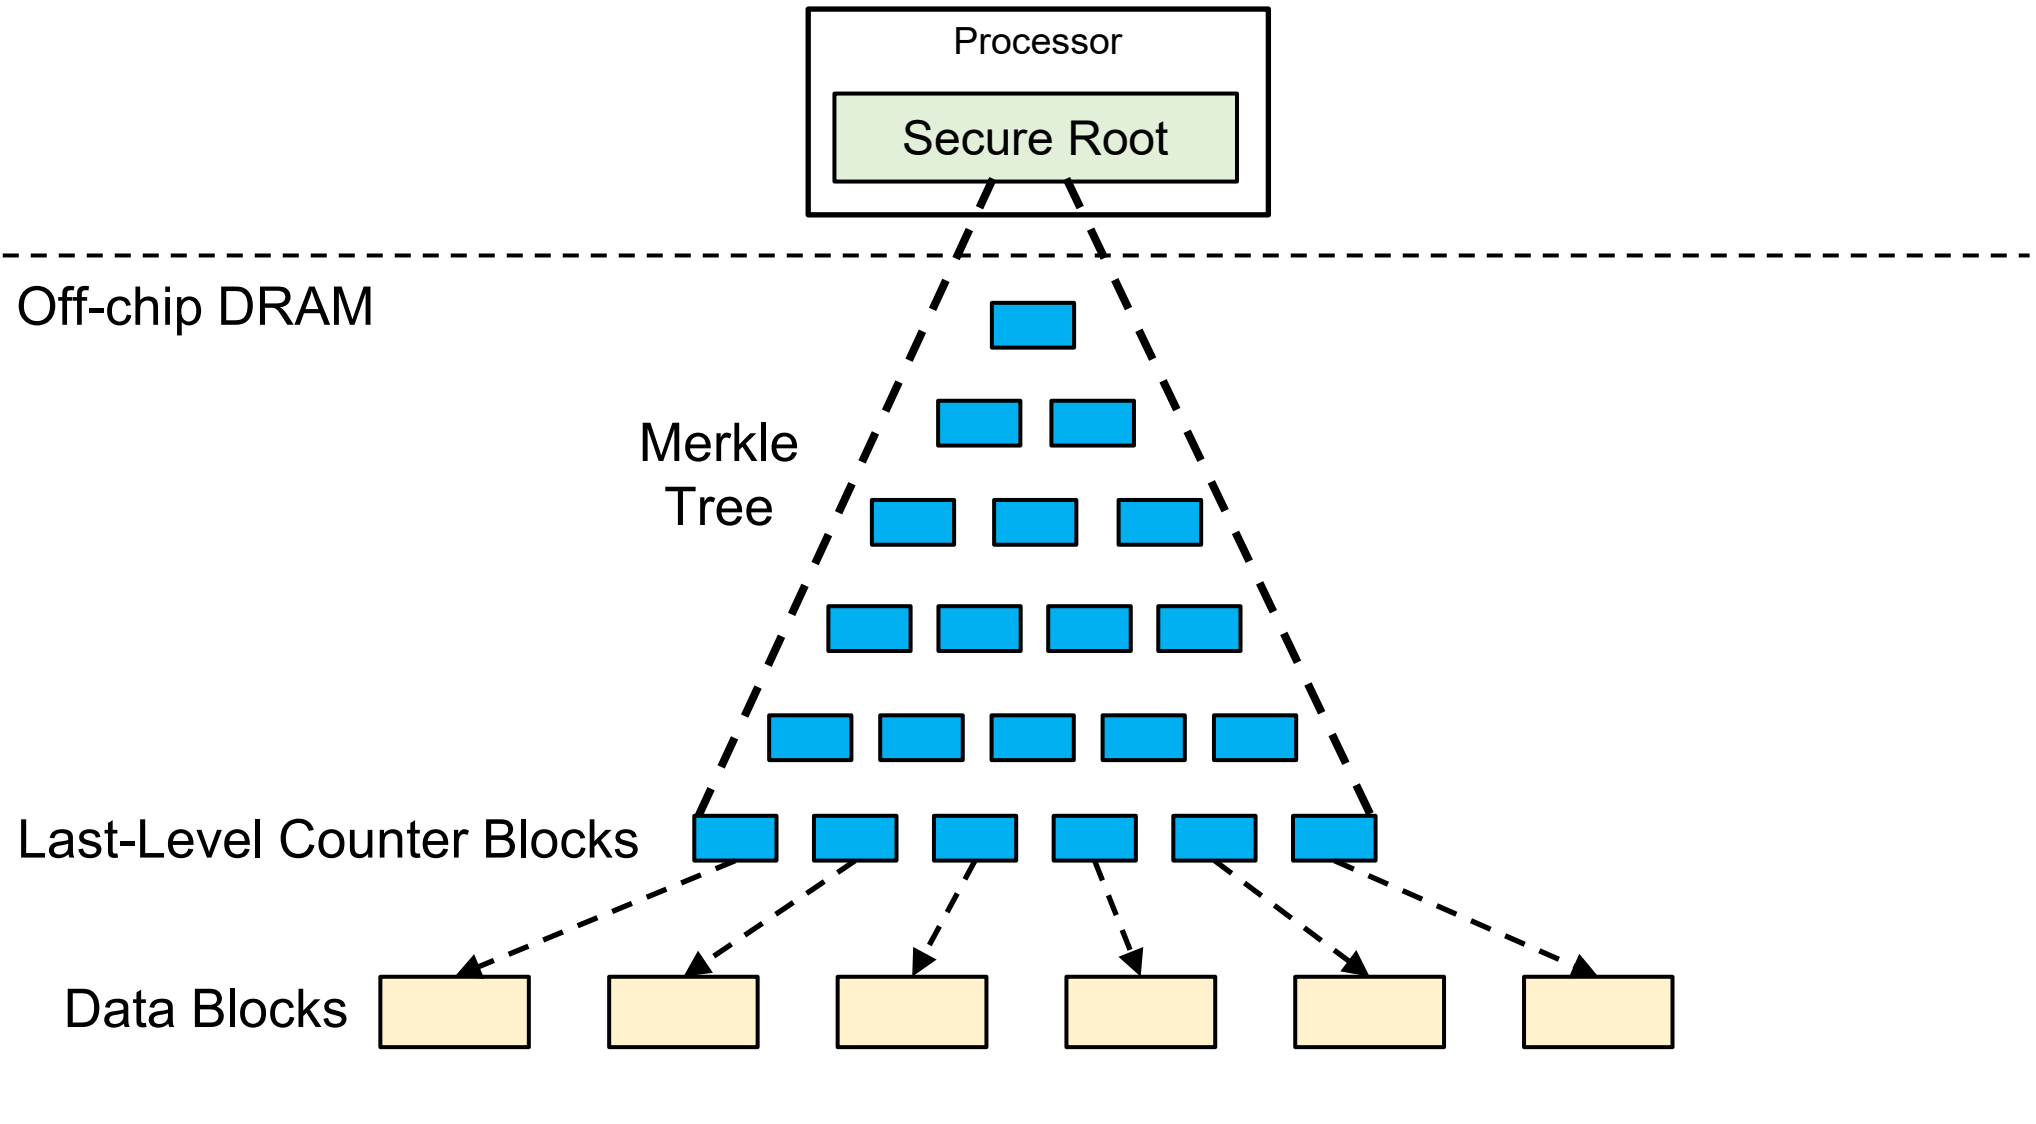 Processor
Secure Root
Off-chip DRAM
Merkle
Tree
Last-Level Counter Blocks
Data Blocks